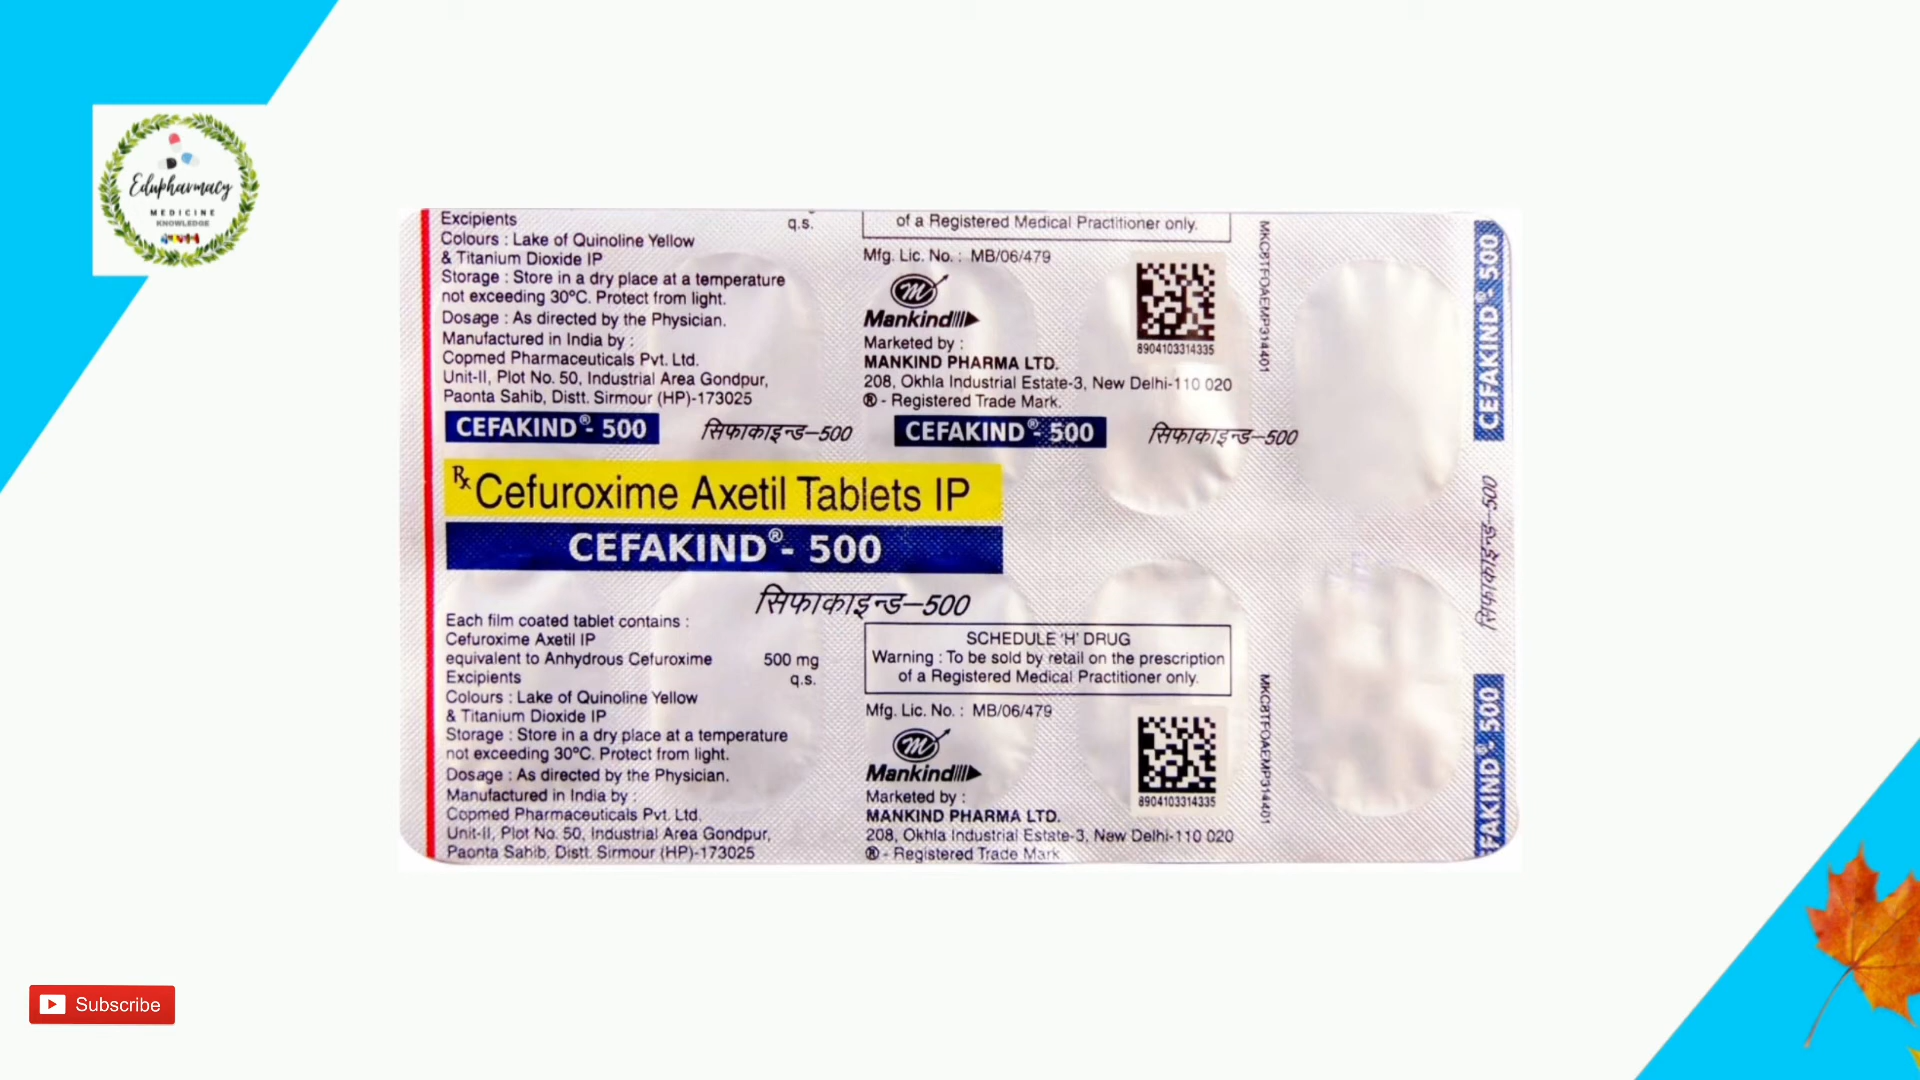 Edupharmacy
MEDICINE
KNOWLEDGE
Excipients q.s.
Colours : Lake of Quinoline Yellow
& Titanium Dioxide IP
Storage : Store in a dry place at a temperature
not exceeding 30°C. Protect from light.
Dosage : As directed by the Physician.
Manufactured in India by :
Copmed Pharmaceuticals Pvt. Ltd.
Unit-II, Plot No. 50, Industrial Area Gondpur,
Paonta Sahib, Distt. Sirmour (HP)-173025
of a Registered Medical Practitioner only.
Mfg. Lic. No. : MB/06/479
m
Mankind
Marketed by :
MANKIND PHARMA LTD.
208, Okhla Industrial Estate-3, New Delhi-110 020
® - Registered Trade Mark.
8904103314335
MKC8TFOAEMP314401
CEFAKIND®- 500
सिफाकाइन्ड–500
CEFAKIND®- 500
सिफाकाइन्ड–500
Rx Cefuroxime Axetil Tablets IP
CEFAKIND®- 500
सिफाकाइन्ड–500
Each film coated tablet contains :
Cefuroxime Axetil IP
equivalent to Anhydrous Cefuroxime 500 mg
Excipients q.s.
Colours : Lake of Quinoline Yellow
& Titanium Dioxide IP
Storage : Store in a dry place at a temperature
not exceeding 30°C. Protect from light.
Dosage : As directed by the Physician.
Manufactured in India by :
Copmed Pharmaceuticals Pvt. Ltd.
Unit-II, Plot No. 50, Industrial Area Gondpur,
Paonta Sahib, Distt. Sirmour (HP)-173025
SCHEDULE 'H' DRUG
Warning : To be sold by retail on the prescription
of a Registered Medical Practitioner only.
Mfg. Lic. No. : MB/06/479
m
Mankind
Marketed by :
MANKIND PHARMA LTD.
208, Okhla Industrial Estate-3, New Delhi-110 020
® - Registered Trade Mark
8904103314335
MKC8TFOAEMP314401
CEFAKIND®- 500
सिफाकाइन्ड–500
FAKIND®- 500
Subscribe